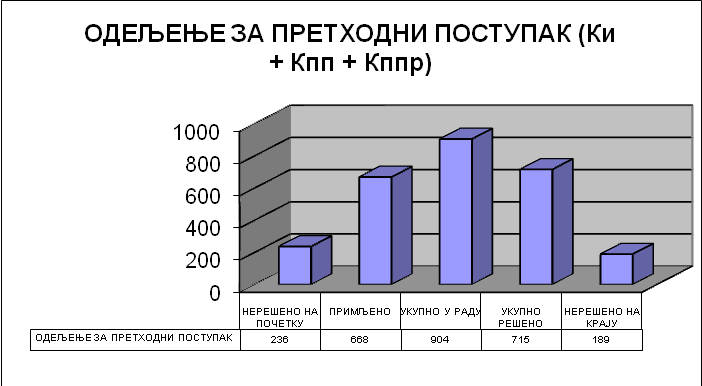 ОДЕЉЕЊЕ ЗА ПРЕТХОДНИ ПОСТУПАК (Ки
+ Кпп + Кппр)
1000
800
600
400
200
0
НЕРЕШЕНО НА ПОЧЕТКУ
ПРИМЉЕНО
УКУПНО У РАДУ
УКУПНО РЕШЕНО
НЕРЕШЕНО НА КРАЈУ
ОДЕЉЕЊЕ ЗА ПРЕТХОДНИ ПОСТУПАК 236 668 904 715 189